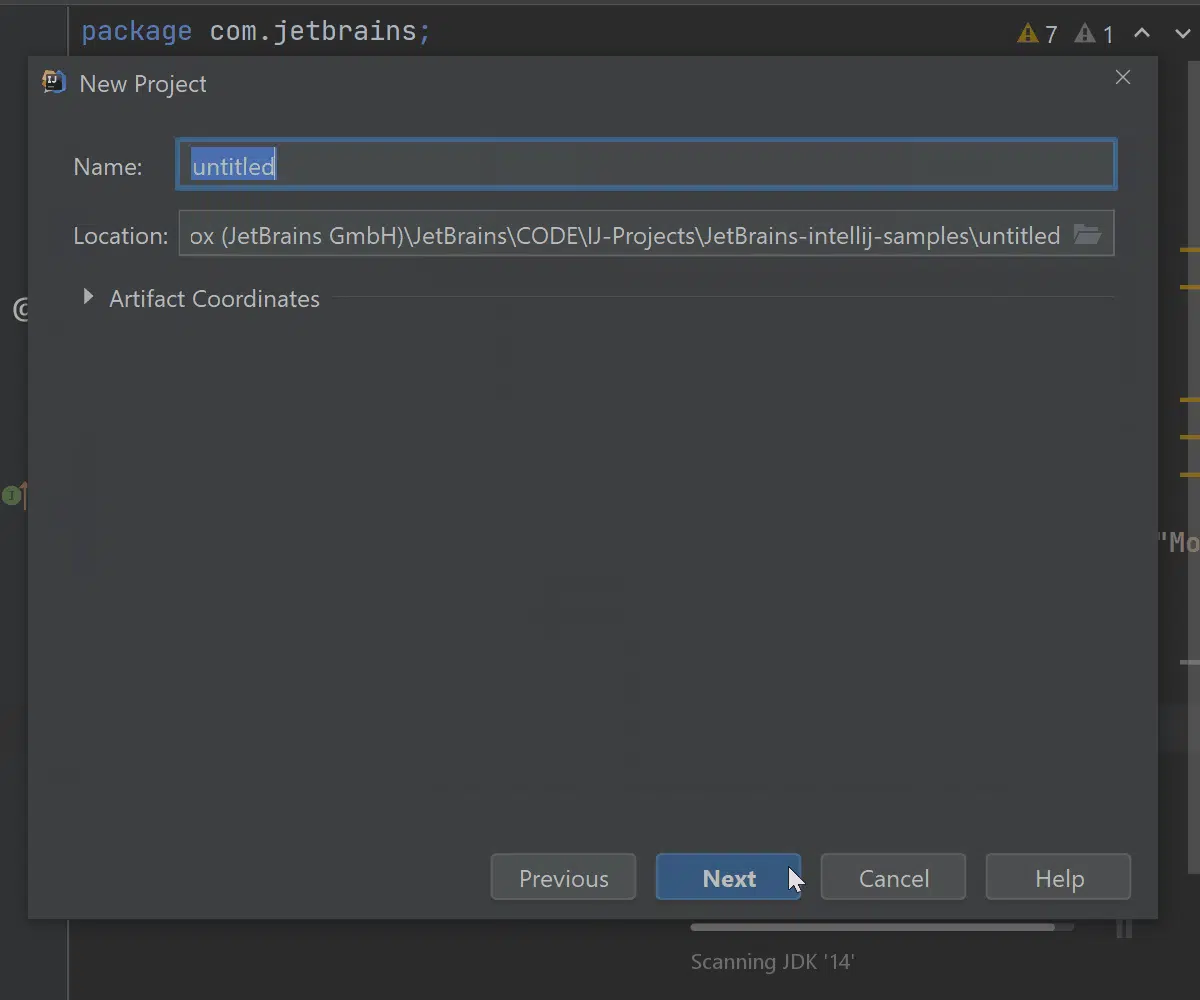 package com.jetbrains;
7 1
New Project
Name: untitled
Location: ox (JetBrains GmbH)\JetBrains\CODE\IJ-Projects\JetBrains-intellij-samples\untitled
Artifact Coordinates
@
"Mo
Previous Next Cancel Help
Scanning JDK '14'